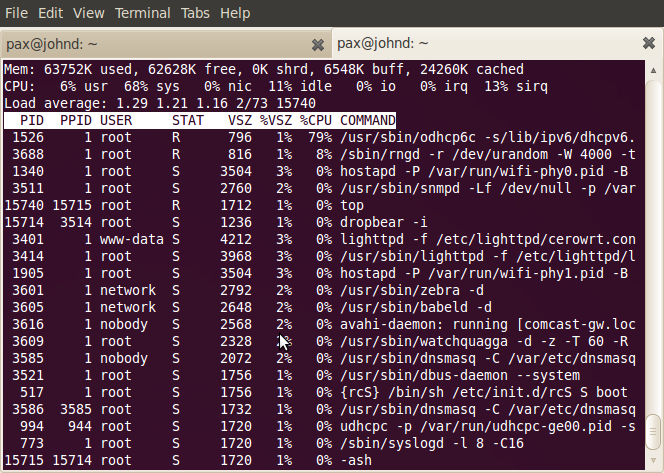 File Edit View Terminal Tabs Help
pax@johnd: ~ pax@johnd: ~
Mem: 63752K used, 62628K free, 0K shrd, 6548K buff, 24260K cached
CPU:   6% usr  68% sys   0% nic  11% idle   0% io   0% irq  13% sirq
Load average: 1.29 1.21 1.16 2/73 15740
  PID  PPID USER     STAT   VSZ %VSZ %CPU COMMAND
 1526     1 root     R      796   1%  79% /usr/sbin/odhcp6c -s/lib/ipv6/dhcpv6.
 3688     1 root     R      816   1%   8% /sbin/rngd -r /dev/urandom -W 4000 -t
 1340     1 root     S     3504   3%   0% hostapd -P /var/run/wifi-phy0.pid -B
 3511     1 root     S     2760   2%   0% /usr/sbin/snmpd -Lf /dev/null -p /var
15740 15715 root     R     1712   1%   0% top
15714  3514 root     S     1236   1%   0% dropbear -i
 3401     1 www-data S     4212   3%   0% lighttpd -f /etc/lighttpd/cerowrt.con
 3414     1 root     S     3968   3%   0% /usr/sbin/lighttpd -f /etc/lighttpd/l
 1905     1 root     S     3504   3%   0% hostapd -P /var/run/wifi-phy1.pid -B
 3601     1 network  S     2792   2%   0% /usr/sbin/zebra -d
 3605     1 network  S     2648   2%   0% /usr/sbin/babeld -d
 3616     1 nobody   S     2568   2%   0% avahi-daemon: running [comcast-gw.loc
 3609     1 root     S     2328   0% /usr/sbin/watchquagga -d -z -T 60 -R
 3585     1 nobody   S     2072   2%   0% /usr/sbin/dnsmasq -C /var/etc/dnsmasq
 3521     1 root     S     1756   1%   0% /usr/sbin/dbus-daemon --system
  517     1 root     S     1756   1%   0% {rcS} /bin/sh /etc/init.d/rcS S boot
 3586  3585 root     S     1732   1%   0% /usr/sbin/dnsmasq -C /var/etc/dnsmasq
  994   944 root     S     1720   1%   0% udhcpc -p /var/run/udhcpc-ge00.pid -s
  773     1 root     S     1720   1%   0% /sbin/syslogd -l 8 -C16
15715 15714 root     S     1720   1%   0% -ash